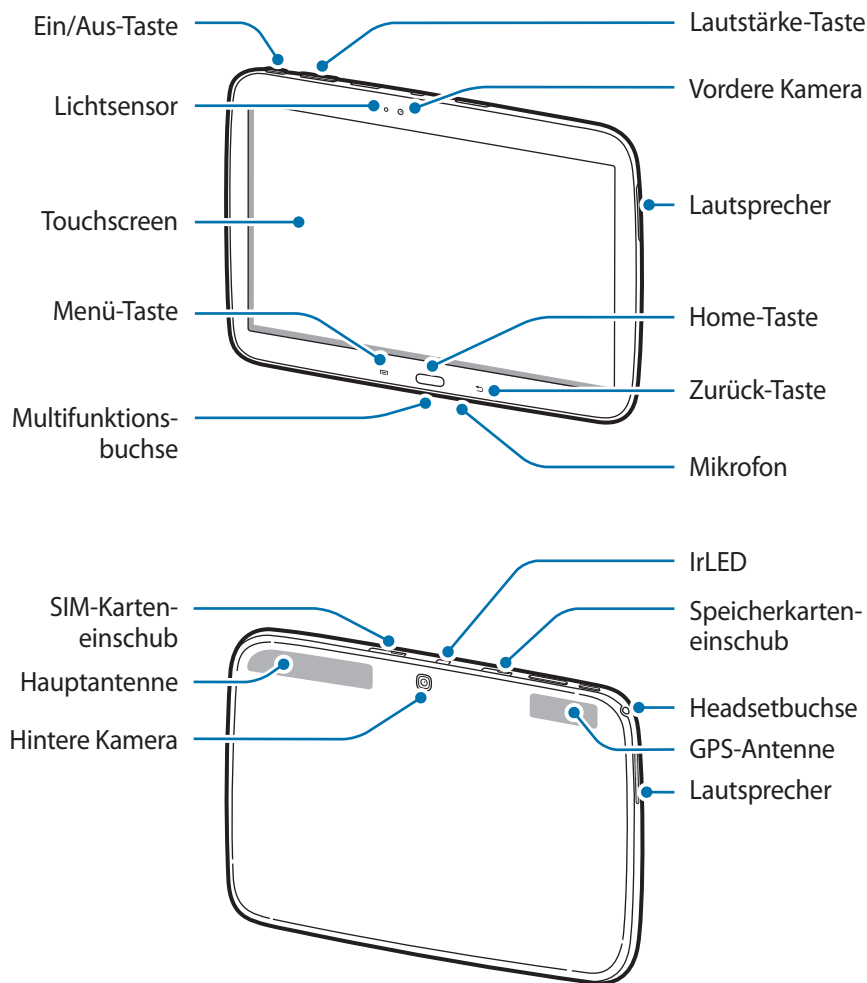 Ein/Aus-Taste
Lautstärke-Taste
Lichtsensor
Vordere Kamera
Touchscreen
Lautsprecher
Menü-Taste
Home-Taste
Zurück-Taste
Multifunktions-
buchse
Mikrofon
IrLED
SIM-Karten-
einschub
Speicherkarten-
einschub
Hauptantenne
Headsetbuchse
Hintere Kamera
GPS-Antenne
Lautsprecher